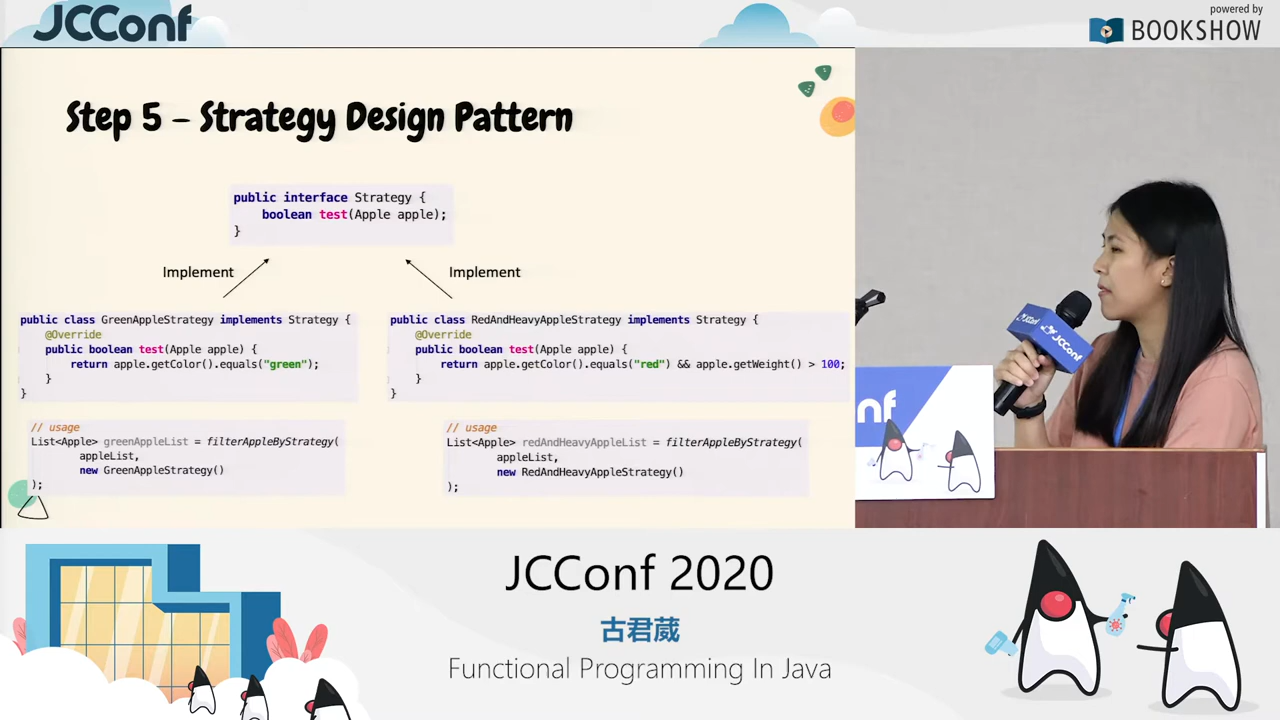 JCConf
powered by
BOOKSHOW
Step 5 – Strategy Design Pattern
public interface Strategy {
boolean test(Apple apple);
}
Implement
Implement
public class GreenAppleStrategy implements Strategy {
@Override
public boolean test(Apple apple) {
return apple.getColor().equals("green");
}
}
public class RedAndHeavyAppleStrategy implements Strategy {
@Override
public boolean test(Apple apple) {
return apple.getColor().equals("red") && apple.getWeight() > 100;
}
}
// usage
List<Apple> greenAppleList = filterAppleByStrategy(
appleList,
new GreenAppleStrategy()
);
// usage
List<Apple> redAndHeavyAppleList = filterAppleByStrategy(
appleList,
new RedAndHeavyAppleStrategy()
);
JCConf
nf
JCConf 2020
古君葳
Functional Programming In Java